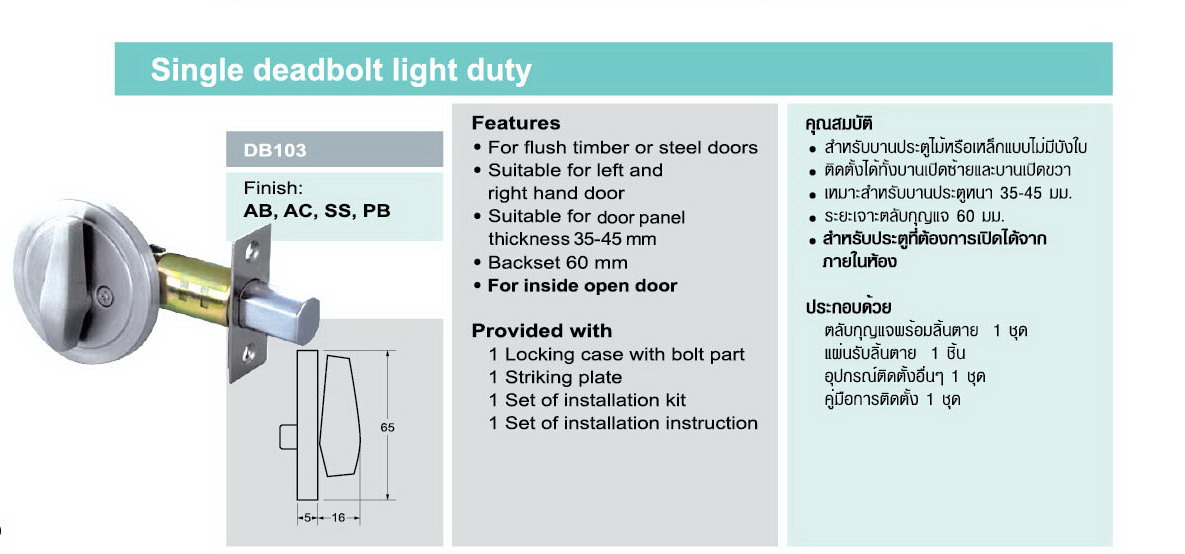 Single deadbolt light duty
DB103
Finish:
AB, AC, SS, PB
65
5
16
Features
• For flush timber or steel doors
• Suitable for left and
right hand door
• Suitable for door panel
thickness 35-45 mm
• Backset 60 mm
• For inside open door
Provided with
1 Locking case with bolt part
1 Striking plate
1 Set of installation kit
1 Set of installation instruction
คุณสมบัติ
• สำหรับบานประตูไม้หรือเหล็กแบบไม่มีบังใบ
• ติดตั้งได้ทั้งบานเปิดซ้ายและบานเปิดขวา
• เหมาะสำหรับบานประตูหนา 35-45 มม.
• ระยะเจาะตลับกุญแจ 60 มม.
• สำหรับประตูที่ต้องการเปิดได้จาก
ภายในห้อง
ประกอบด้วย
ตลับกุญแจพร้อมลิ้นตาย 1 ชุด
แผ่นรับลิ้นตาย 1 ชิ้น
อุปกรณ์ติดตั้งอื่นๆ 1 ชุด
คู่มือการติดตั้ง 1 ชุด